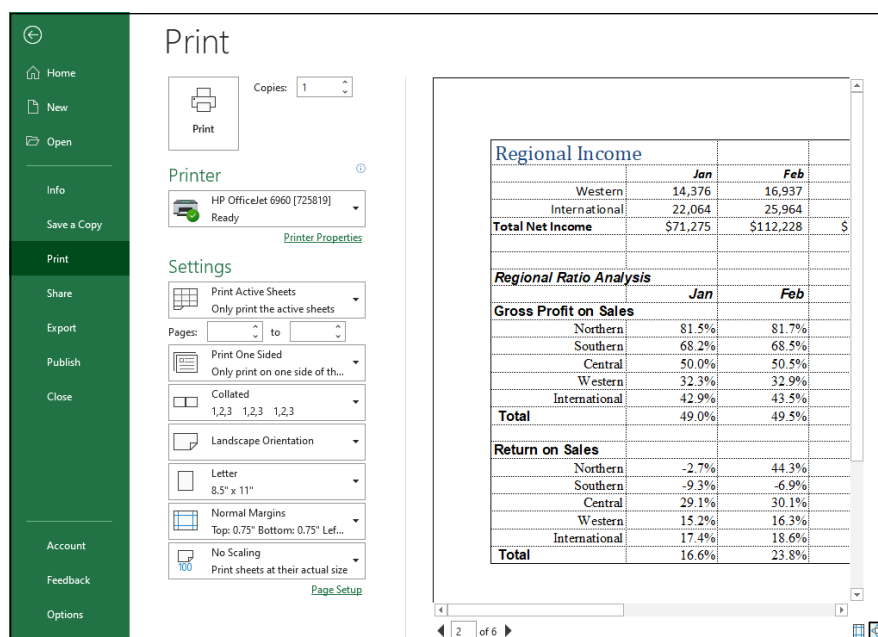 Print
Home
New
Open
Info
Save a Copy
Print
Share
Export
Publish
Close
Account
Feedback
Options
Print
Copies: 1
Printer
HP OfficeJet 6960 [725819]
Ready
Printer Properties
Settings
Print Active Sheets
Only print the active sheets
Pages: to
Print One Sided
Only print on one side of th...
Collated
1,2,3 1,2,3 1,2,3
Landscape Orientation
Letter
8.5" x 11"
Normal Margins
Top: 0.75" Bottom: 0.75" Lef...
100
No Scaling
Print sheets at their actual size
Page Setup
Regional Income
Jan Feb
Western 14,376 16,937
International 22,064 25,964
Total Net Income $71,275 $112,228 $
Regional Ratio Analysis
Jan Feb
Gross Profit on Sales
Northern 81.5% 81.7%
Southern 68.2% 68.5%
Central 50.0% 50.5%
Western 32.3% 32.9%
International 42.9% 43.5%
Total 49.0% 49.5%
Return on Sales
Northern -2.7% 44.3%
Southern -9.3% -6.9%
Central 29.1% 30.1%
Western 15.2% 16.3%
International 17.4% 18.6%
Total 16.6% 23.8%
2 of 6